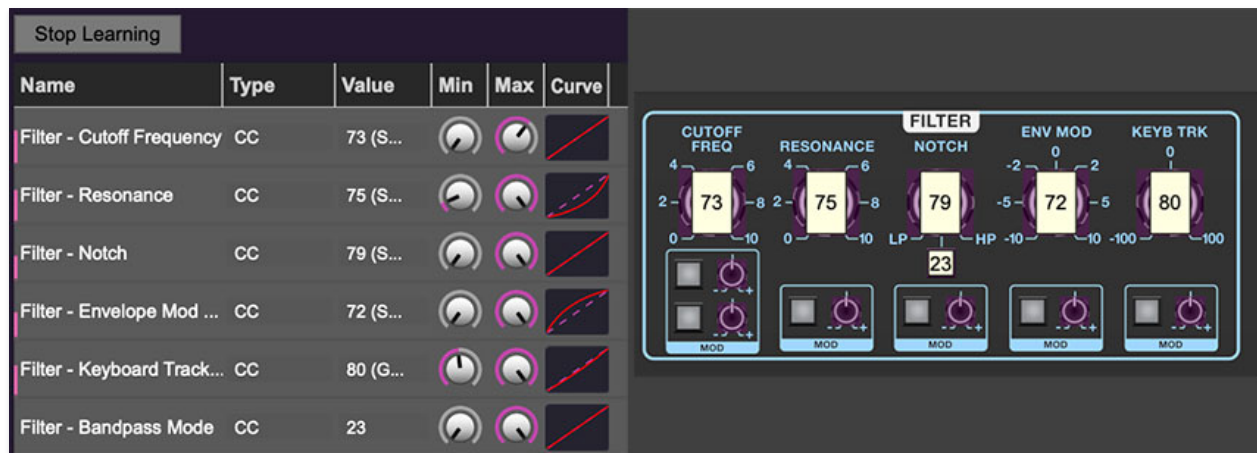 Stop Learning
Name Type Value Min Max Curve
Filter - Cutoff Frequency CC 73 (S...
Filter - Resonance CC 75 (S...
Filter - Notch CC 79 (S...
Filter - Envelope Mod ... CC 72 (S...
Filter - Keyboard Track... CC 80 (G...
Filter - Bandpass Mode CC 23
FILTER
CUTOFF FREQ
4 6
2 73 8
0 10
MOD
RESONANCE
4 6
2 75 8
0 10
MOD
NOTCH
79
LP HP
23
MOD
ENV MOD
0
-2 2
-5 72 5
-10 10
MOD
KEYB TRK
0
80
-100 100
MOD